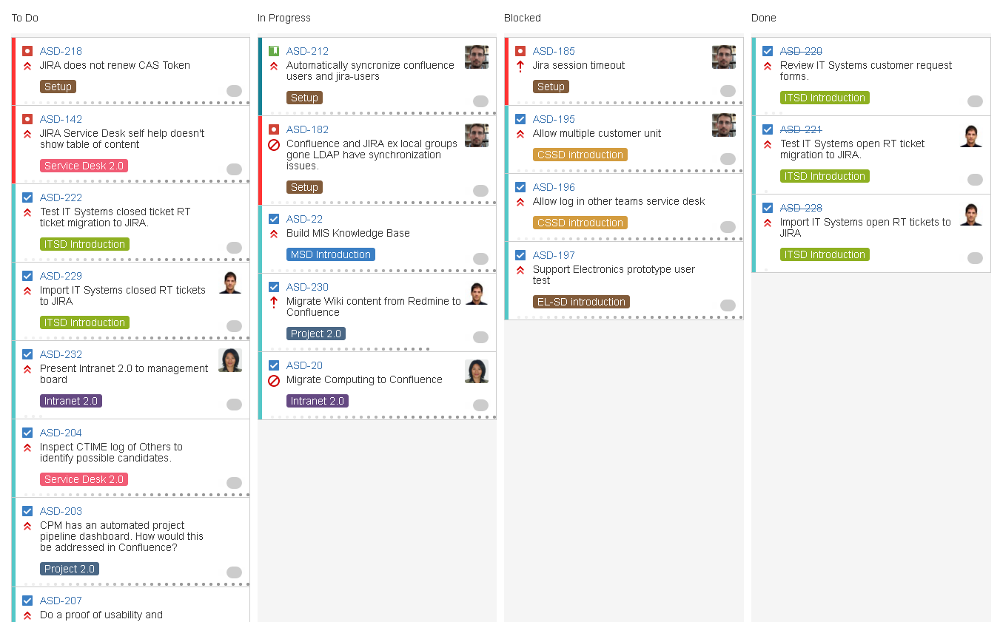 To Do
ASD-218
JIRA does not renew CAS Token
Setup
ASD-142
JIRA Service Desk self help doesn't
show table of content
Service Desk 2.0
ASD-222
Test IT Systems closed ticket RT
ticket migration to JIRA.
ITSD Introduction
ASD-229
Import IT Systems closed RT tickets
to JIRA
ITSD Introduction
ASD-232
Present Intranet 2.0 to management
board
Intranet 2.0
ASD-204
Inspect CTIME log of Others to
identify possible candidates.
Service Desk 2.0
ASD-203
CPM has an automated project
pipeline dashboard. How would this
be addressed in Confluence?
Project 2.0
ASD-207
Do a proof of usability and
In Progress
ASD-212
Automatically syncronize confluence
users and jira-users
Setup
ASD-182
Confluence and JIRA ex local groups
gone LDAP have synchronization
issues.
Setup
ASD-22
Build MIS Knowledge Base
MSD Introduction
ASD-230
Migrate Wiki content from Redmine to
Confluence
Project 2.0
ASD-20
Migrate Computing to Confluence
Intranet 2.0
Blocked
ASD-185
Jira session timeout
Setup
ASD-195
Allow multiple customer unit
CSSD introduction
ASD-196
Allow log in other teams service desk
CSSD introduction
ASD-197
Support Electronics prototype user
test
EL-SD introduction
Done
ASD-220
Review IT Systems customer request
forms.
ITSD Introduction
ASD-221
Test IT Systems open RT ticket
migration to JIRA.
ITSD Introduction
ASD-228
Import IT Systems open RT tickets to
JIRA
ITSD Introduction